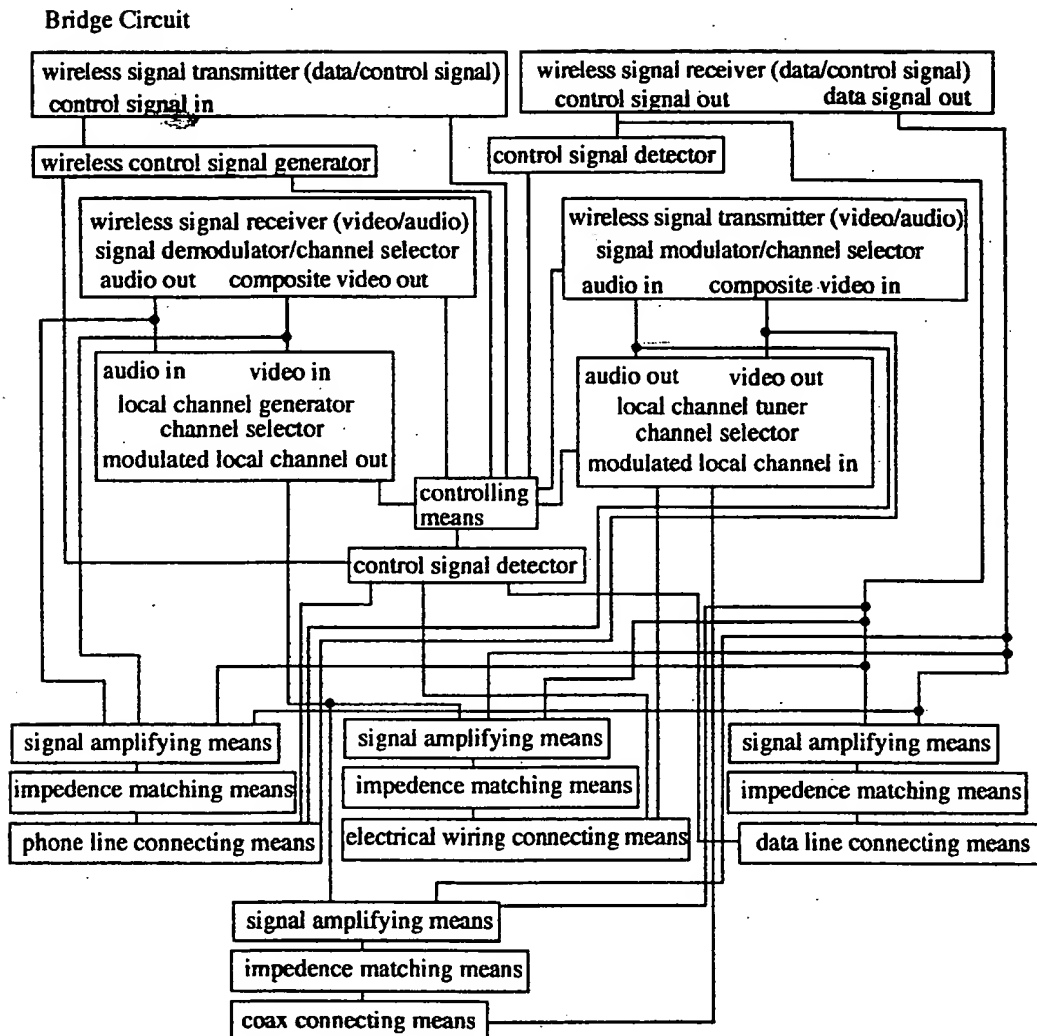 Bridge Circuit
wireless signal transmitter (data/control signal)
control signal in
wireless signal receiver (data/control signal)
control signal out data signal out
wireless control signal generator
control signal detector
wireless signal receiver (video/audio)
signal demodulator/channel selector
audio out composite video out
wireless signal transmitter (video/audio)
signal modulator/channel selector
audio in composite video in
audio in video in
local channel generator
channel selector
modulated local channel out
audio out video out
local channel tuner
channel selector
modulated local channel in
controlling
means
control signal detector
signal amplifying means
impedence matching means
phone line connecting means
signal amplifying means
impedence matching means
electrical wiring connecting means
signal amplifying means
impedence matching means
data line connecting means
signal amplifying means
impedence matching means
coax connecting means